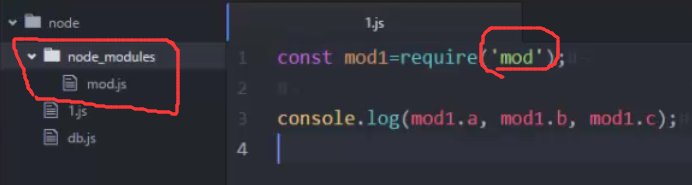 node
node_modules
mod.js
1.js
db.js
1.js
1 const mod1=require('mod');
2
3 console.log(mod1.a, mod1.b, mod1.c);
4